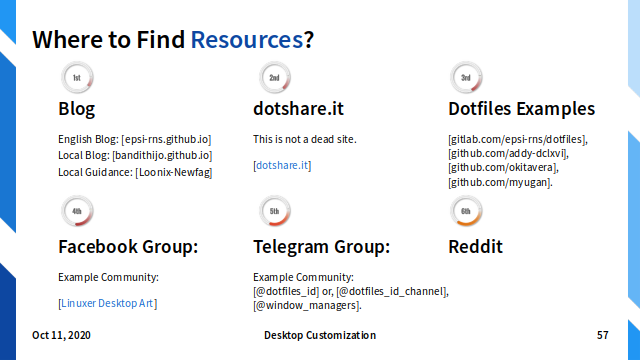 Where to Find Resources?
1st
Blog
English Blog: [epsi-rns.github.io]
Local Blog: [bandithijo.github.io]
Local Guidance: [Loonix-Newfag]
2nd
dotshare.it
This is not a dead site.
[dotshare.it]
3rd
Dotfiles Examples
[gitlab.com/epsi-rns/dotfiles],
[github.com/addy-dclxvi],
[github.com/okitavera],
[github.com/myugan].
4th
Facebook Group:
Example Community:
[Linuxer Desktop Art]
5th
Telegram Group:
Example Community:
[@dotfiles_id] or, [@dotfiles_id_channel],
[@window_managers].
6th
Reddit
Oct 11, 2020
Desktop Customization
57